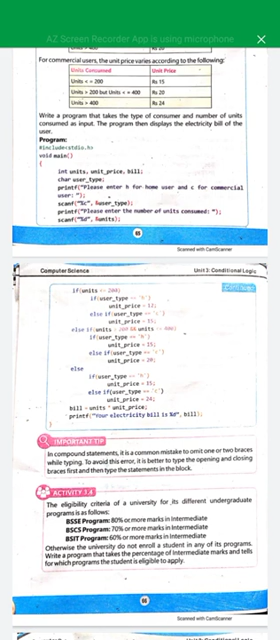 AZ Screen Recorder App is using microphone
For commercial users, the unit price varies according to the following:
Units Consumed Unit Price
Units <= 200 Rs 15
Units > 200 but Units <= 400 Rs 20
Units > 400 Rs 24
Write a program that takes the type of consumer and number of units
consumed as input. The program then displays the electricity bill of the
user.
Program:
#include<stdio.h>
void main()
{
int units, unit_price, bill;
char user_type;
printf("Please enter h for home user and c for commercial
user: ");
scanf("%c", &user_type);
printf("Please enter the number of units consumed: ");
scanf("%d", &units);
65
Scanned with CamScanner
Computer Science Unit 3: Conditional Logic
if(units <= 200)
if(user_type == 'h')
unit_price = 12;
else if(user_type == 'c')
unit_price = 15;
else if(units > 200 && units <= 400)
if(user_type == 'h')
unit_price = 15;
else if(user_type == 'c')
unit_price = 20;
else
if(user_type == 'h')
unit_price = 15;
else if(user_type == 'c')
unit_price = 24;
bill = units * unit_price;
printf("Your electricity bill is %d", bill);
}
IMPORTANT TIP
In compound statements, it is a common mistake to omit one or two braces
while typing. To avoid this error, it is better to type the opening and closing
braces first and then type the statements in the block.
ACTIVITY 3.4
The eligibility criteria of a university for its different undergraduate
programs is as follows:
BSSE Program: 80% or more marks in Intermediate
BSCS Program: 70% or more marks in Intermediate
BSIT Program: 60% or more marks in Intermediate
Otherwise the university do not enroll a student in any of its programs.
Write a program that takes the percentage of Intermediate marks and tells
for which programs the student is eligible to apply.
66
Scanned with CamScanner